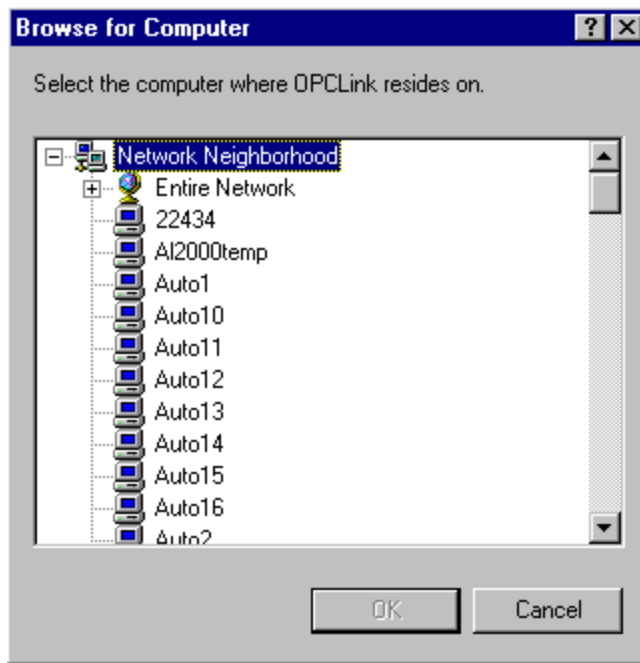 Browse for Computer
Select the computer where OPCLink resides on.
Network Neighborhood
Entire Network
22434
AI2000temp
Auto1
Auto10
Auto11
Auto12
Auto13
Auto14
Auto15
Auto16
Auto2
OK Cancel